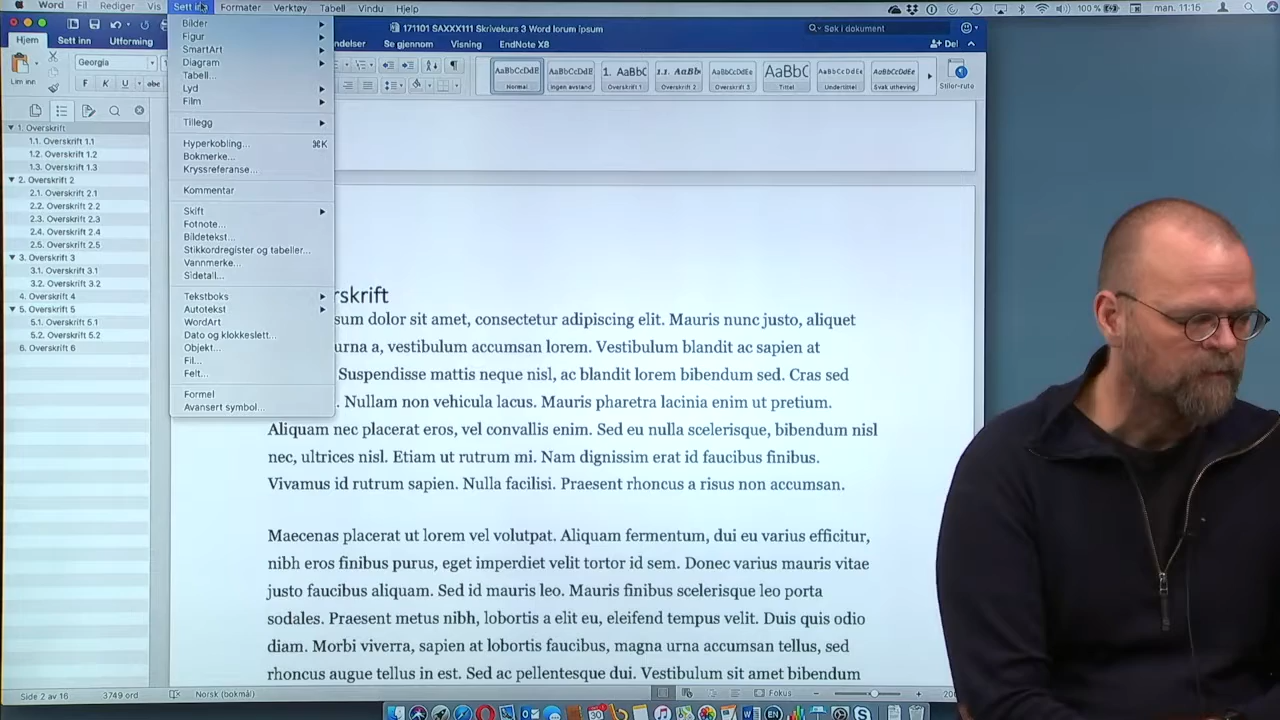 Word Fil Rediger Vis Sett inn Formater Verktøy Tabell Vindu Hjelp
100 % man. 11:16
171101 SAXXX111 Skrivekurs 3 Word lorum ipsum
Søk i dokument
Hjem Sett inn Utforming
Se gjennom Visning EndNote X8
Del
Lim inn
Georgia
F K U abc
AaBbCcDdE
Normal
AaBbCcDdE
Ingen avstand
1. AaBbC
Overskrift 1
1.1. AaBb
Overskrift 2
AaBbCcDdE
Overskrift 3
AaBbC
Tittel
AaBbCcDdE
Undertittel
AaBbCcDdE
Svak utheving
Stiler-rute
1. Overskrift
1.1. Overskrift 1.1
1.2. Overskrift 1.2
1.3. Overskrift 1.3
2. Overskrift 2
2.1. Overskrift 2.1
2.2. Overskrift 2.2
2.3. Overskrift 2.3
2.4. Overskrift 2.4
2.5. Overskrift 2.5
3. Overskrift 3
3.1. Overskrift 3.1
3.2. Overskrift 3.2
4. Overskrift 4
5. Overskrift 5
5.1. Overskrift 5.1
5.2. Overskrift 5.2
6. Overskrift 6
Bilder
Figur
SmartArt
Diagram
Tabell...
Lyd
Film
Tillegg
Hyperkobling... ⌘K
Bokmerke...
Kryssreferanse...
Kommentar
Skift
Fotnote...
Bildetekst...
Stikkordregister og tabeller...
Vannmerke...
Sidetall...
Tekstboks
Autotekst
WordArt
Dato og klokkeslett...
Objekt...
Fil...
Felt...
Formel
Avansert symbol...
rskrift
sum dolor sit amet, consectetur adipiscing elit. Mauris nunc justo, aliquet
urna a, vestibulum accumsan lorem. Vestibulum blandit ac sapien at
Suspendisse mattis neque nisl, ac blandit lorem bibendum sed. Cras sed
. Nullam non vehicula lacus. Mauris pharetra lacinia enim ut pretium.
Aliquam nec placerat eros, vel convallis enim. Sed eu nulla scelerisque, bibendum nisl
nec, ultrices nisl. Etiam ut rutrum mi. Nam dignissim erat id faucibus finibus.
Vivamus id rutrum sapien. Nulla facilisi. Praesent rhoncus a risus non accumsan.
Maecenas placerat ut lorem vel volutpat. Aliquam fermentum, dui eu varius efficitur,
nibh eros finibus purus, eget imperdiet velit tortor id sem. Donec varius mauris vitae
justo faucibus aliquam. Sed id mauris leo. Mauris finibus scelerisque leo porta
sodales. Praesent metus nibh, lobortis a elit eu, eleifend tempus velit. Duis quis odio
diam. Morbi viverra, sapien at lobortis faucibus, magna urna accumsan tellus, sed
rhoncus augue tellus in est. Sed ac pellentesque dui. Vestibulum sit amet bibendum
Side 2 av 16 3749 ord Norsk (bokmål) Fokus
30